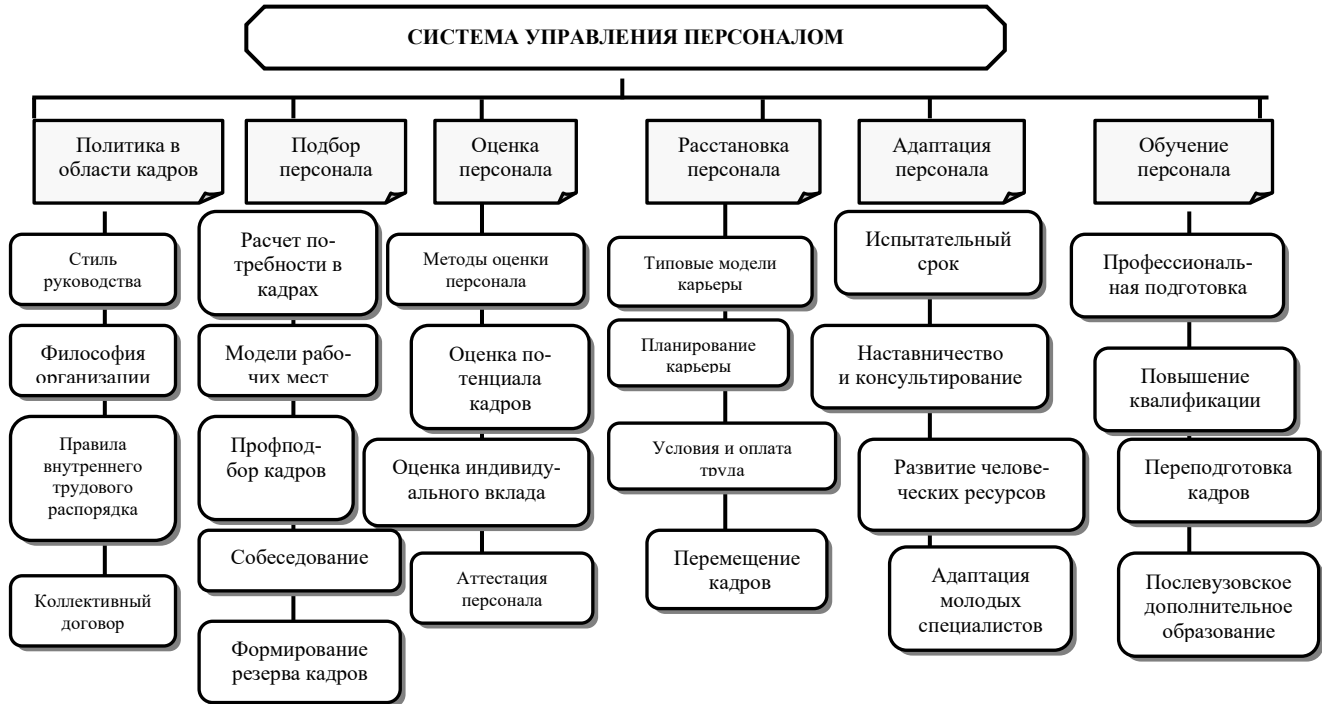 СИСТЕМА УПРАВЛЕНИЯ ПЕРСОНАЛОМ
Политика в
области кадров
Стиль
руководства
Философия
организации
Правила
внутреннего
трудового
распорядка
Коллективный
договор
Подбор
персонала
Расчет по-
требности в
кадрах
Модели рабо-
чих мест
Профпод-
бор кадров
Собеседование
Формирование
резерва кадров
Оценка
персонала
Методы оценки
персонала
Оценка по-
тенциала
кадров
Оценка индивиду-
ального вклада
Аттестация
персонала
Расстановка
персонала
Типовые модели
карьеры
Планирование
карьеры
Условия и оплата
труда
Перемещение
кадров
Адаптация
персонала
Испытательный
срок
Наставничество
и консультирование
Развитие челове-
ческих ресурсов
Адаптация
молодых
специалистов
Обучение
персонала
Профессиональ-
ная подготовка
Повышение
квалификации
Переподготовка
кадров
Послевузовское
дополнительное
образование